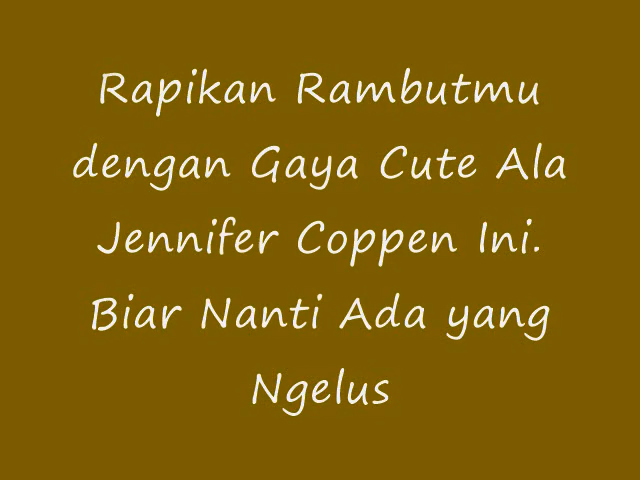 Rapikan Rambutmu
dengan Gaya Cute Ala
Jennifer Coppen Ini.
Biar Nanti Ada yang
Ngelus